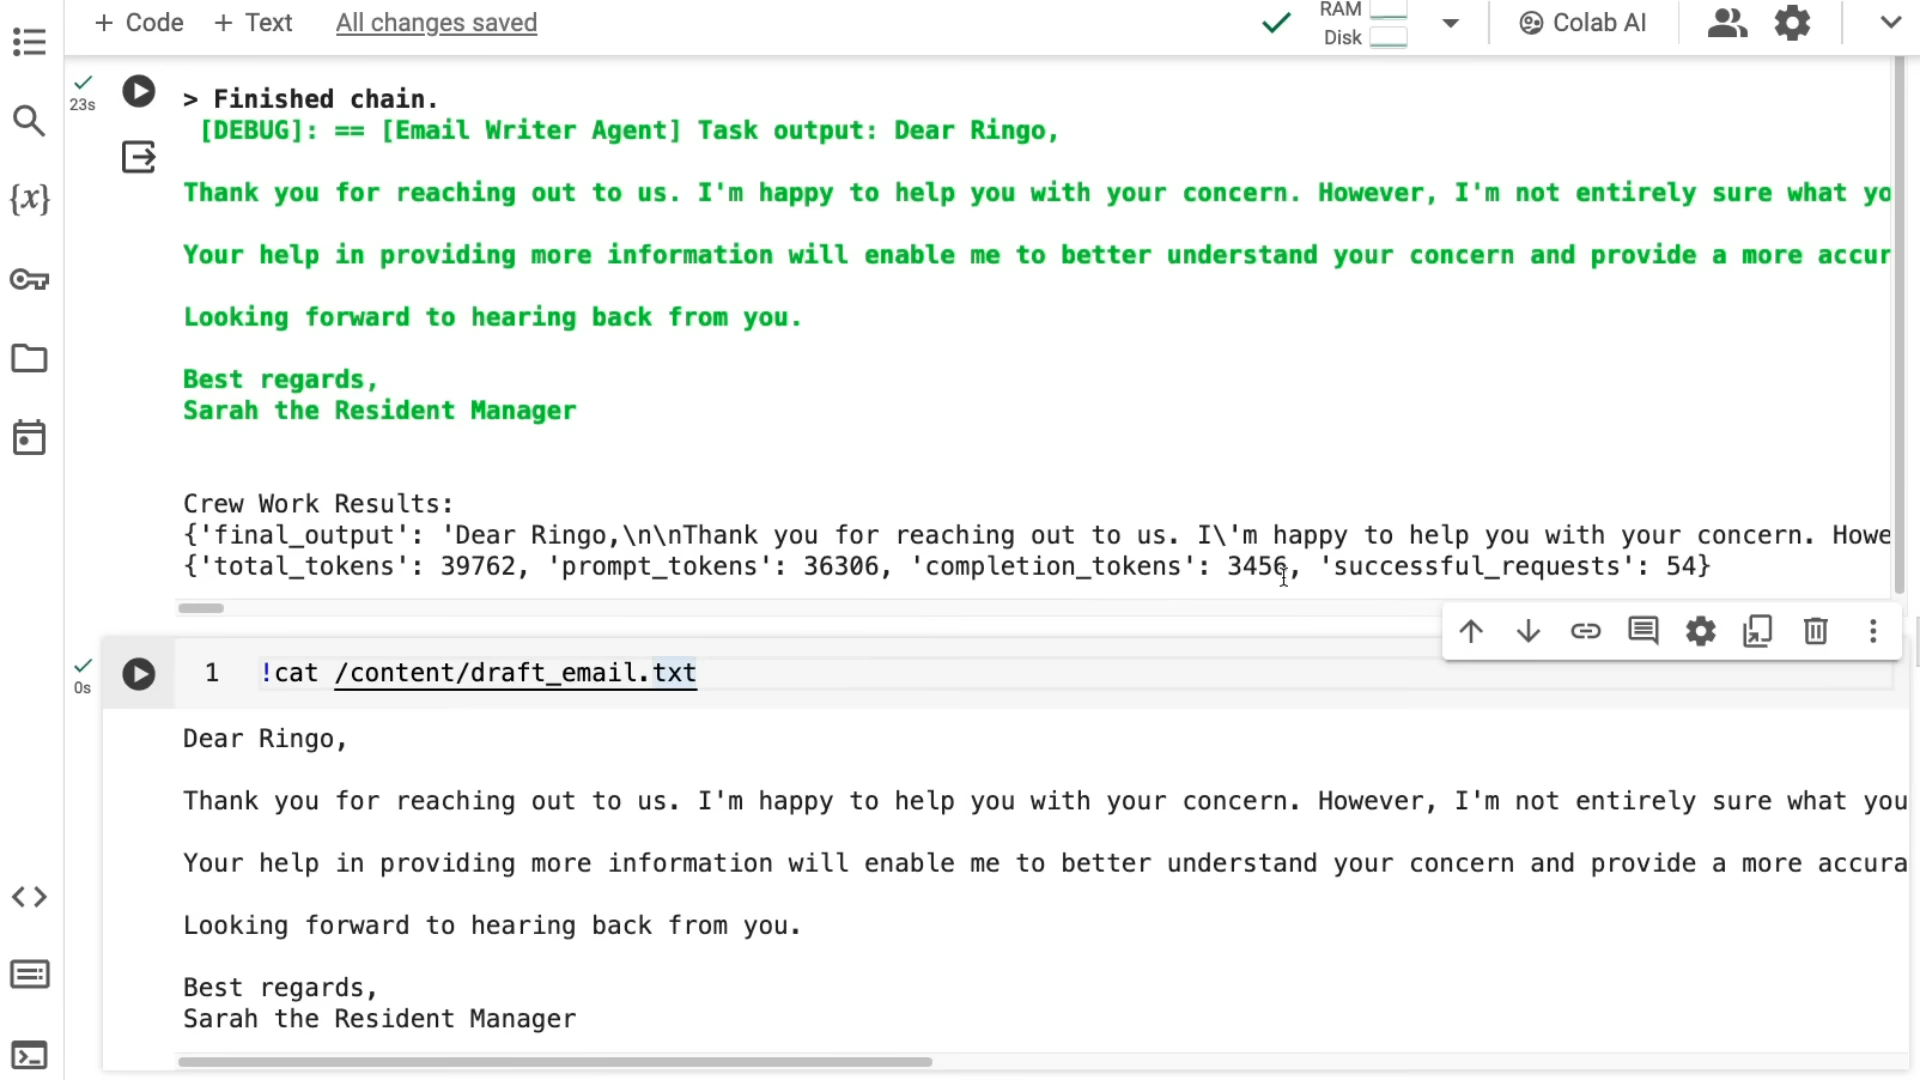 + Code + Text All changes saved RAM Disk Colab AI
23s
> Finished chain.
[DEBUG]: == [Email Writer Agent] Task output: Dear Ringo,
Thank you for reaching out to us. I'm happy to help you with your concern. However, I'm not entirely sure what yo
Your help in providing more information will enable me to better understand your concern and provide a more accur
Looking forward to hearing back from you.
Best regards,
Sarah the Resident Manager
Crew Work Results:
{'final_output': 'Dear Ringo,\n\nThank you for reaching out to us. I\'m happy to help you with your concern. Howe
{'total_tokens': 39762, 'prompt_tokens': 36306, 'completion_tokens': 3456, 'successful_requests': 54}
0s
1 !cat /content/draft_email.txt
Dear Ringo,
Thank you for reaching out to us. I'm happy to help you with your concern. However, I'm not entirely sure what you
Your help in providing more information will enable me to better understand your concern and provide a more accura
Looking forward to hearing back from you.
Best regards,
Sarah the Resident Manager